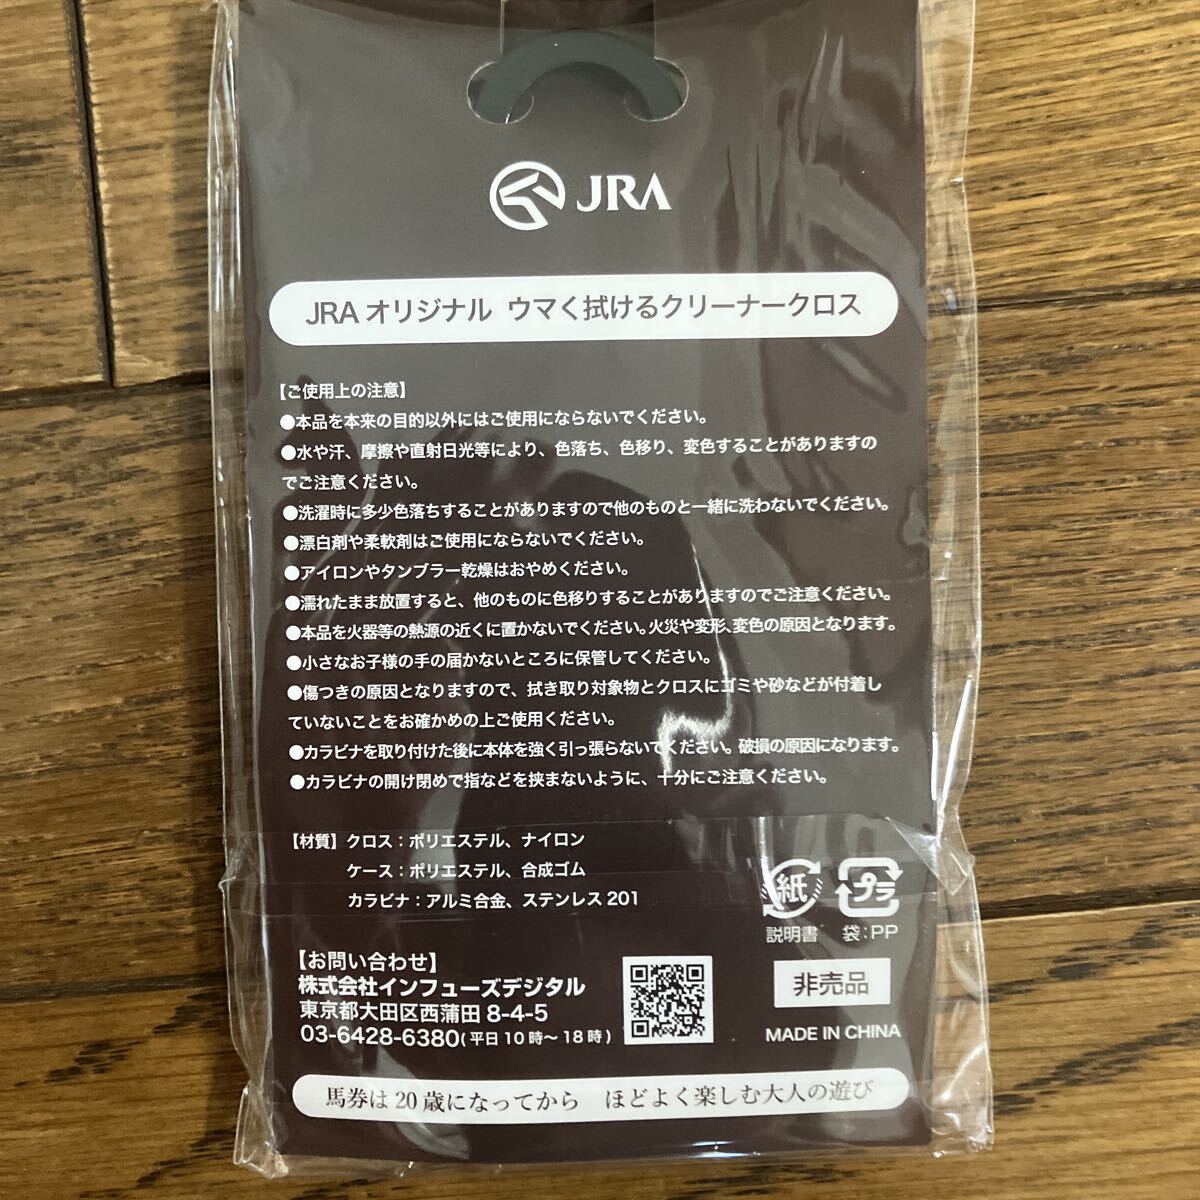 JRA
JRA オリジナル ウマく拭けるクリーナークロス
【ご使用上の注意】
●本品を本来の目的以外にはご使用にならないでください。
●水や汗、摩擦や直射日光等により、色落ち、色移り、変色することがありますの
でご注意ください。
●洗濯時に多少色落ちすることがありますので他のものと一緒に洗わないでください。
●漂白剤や柔軟剤はご使用にならないでください。
●アイロンやタンブラー乾燥はおやめください。
●濡れたまま放置すると、他のものに色移りすることがありますのでご注意ください。
●本品を火器等の熱源の近くに置かないでください。火災や変形、変色の原因となります。
●小さなお子様の手の届かないところに保管してください。
●傷つきの原因となりますので、拭き取り対象物とクロスにゴミや砂などが付着し
ていないことをお確かめの上ご使用ください。
●カラビナを取り付けた後に本体を強く引っ張らないでください。破損の原因になります。
●カラビナの開け閉めで指などを挟まないように、十分にご注意ください。
【材質】クロス：ポリエステル、ナイロン
ケース：ポリエステル、合成ゴム
カラビナ：アルミ合金、ステンレス201
紙 プラ
説明書 袋：PP
【お問い合わせ】
株式会社インフューズデジタル
東京都大田区西蒲田 8-4-5
03-6428-6380(平日10時〜18時)
非売品
MADE IN CHINA
馬券は20歳になってから ほどよく楽しむ大人の遊び